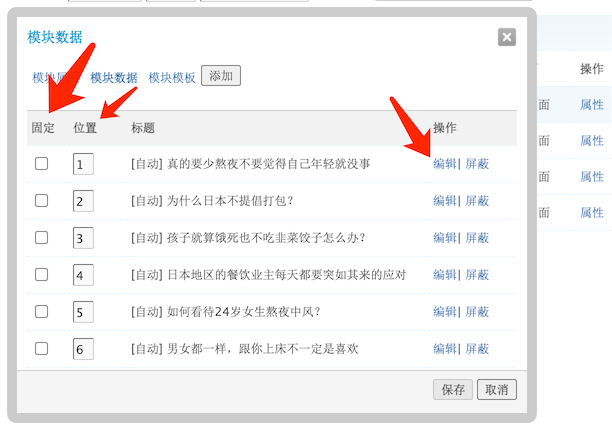 模块数据
模块属 模块数据 模块模板 添加
固定 位置 标题 操作
1 [自动] 真的要少熬夜不要觉得自己年轻就没事 编辑| 屏蔽
2 [自动] 为什么日本不提倡打包? 编辑| 屏蔽
3 [自动] 孩子就算饿死也不吃韭菜饺子怎么办? 编辑| 屏蔽
4 [自动] 日本地区的餐饮业主每天都要突如其来的应对 编辑| 屏蔽
5 [自动] 如何看待24岁女生熬夜中风? 编辑| 屏蔽
6 [自动] 男女都一样，跟你上床不一定是喜欢 编辑| 屏蔽
保存 取消
操作
面 属性
面 属性
面 属性
面 属性